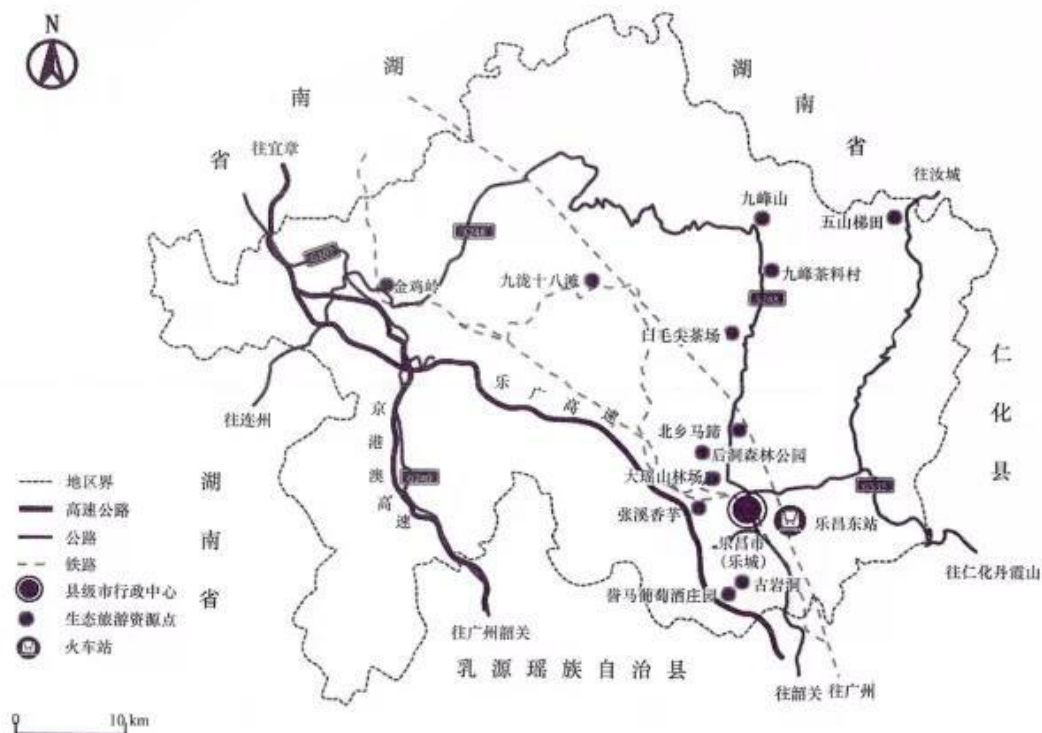 N
湖南省
湖南省
往宜章
往汝城
九峰山
五山梯田
金鸡岭
九泷十八滩
九峰茶料村
白毛尖茶场
仁化县
往连州
京港澳高速
乐广高速
北乡马蹄
后洞森林公园
大瑶山林场
张溪香芋
乐昌东站
乐昌市
(乐城)
古岩洞
往仁化丹霞山
湖南省
往广州韶关
乳源瑶族自治县
往韶关
往广州
地区界
高速公路
公路
铁路
县级市行政中心
生态旅游资源点
火车站
0
10 km